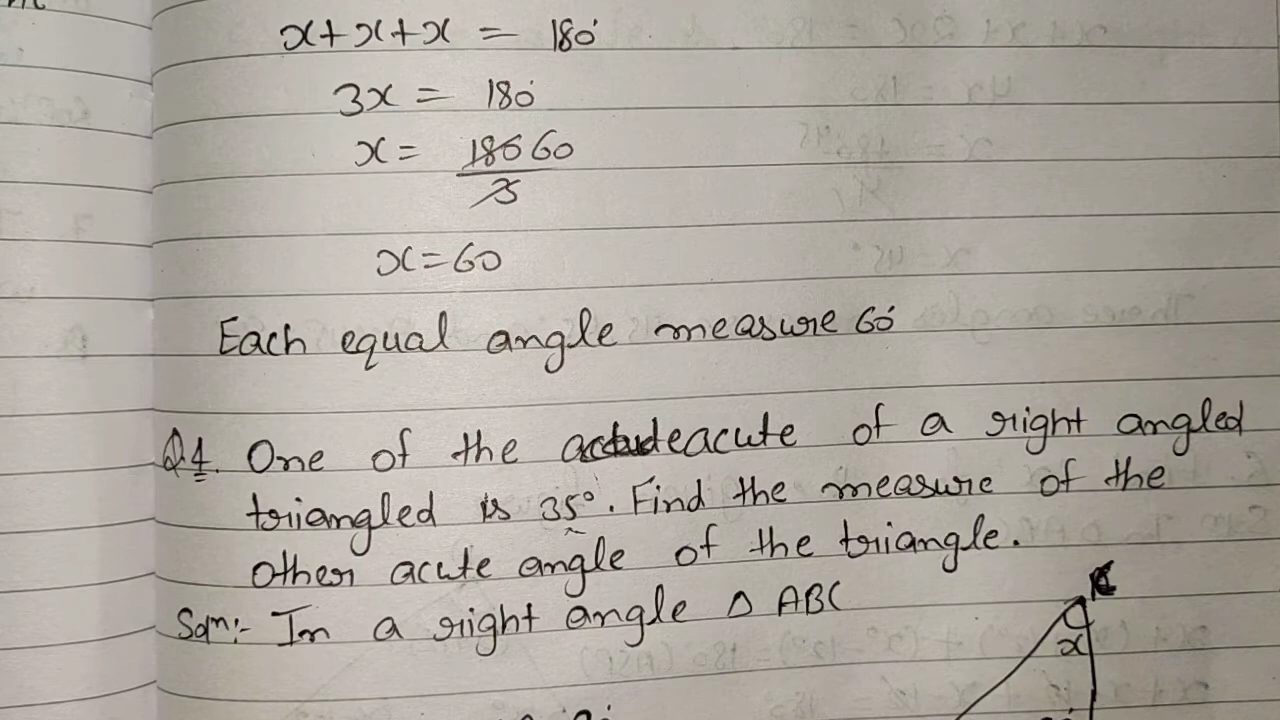 x+x+x = 180°
3x = 180°
x = 180 60
3
x=60
Each equal angle measure 60°
Q4. One of the acute of a right angled
triangled is 35°. Find the measure of the
other acute angle of the triangle.
Soln:- In a right angle △ ABC
C
x